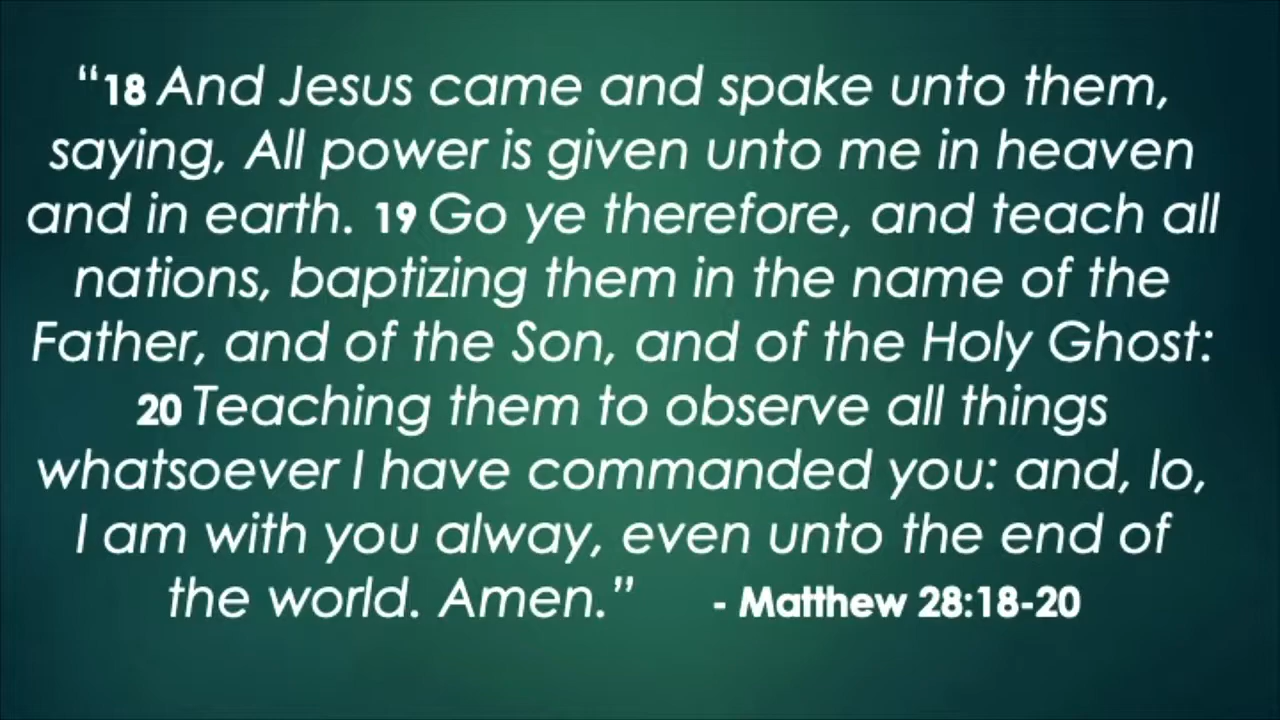 “18 And Jesus came and spake unto them,
saying, All power is given unto me in heaven
and in earth. 19 Go ye therefore, and teach all
nations, baptizing them in the name of the
Father, and of the Son, and of the Holy Ghost:
20 Teaching them to observe all things
whatsoever I have commanded you: and, lo,
I am with you alway, even unto the end of
the world. Amen.” - Matthew 28:18-20